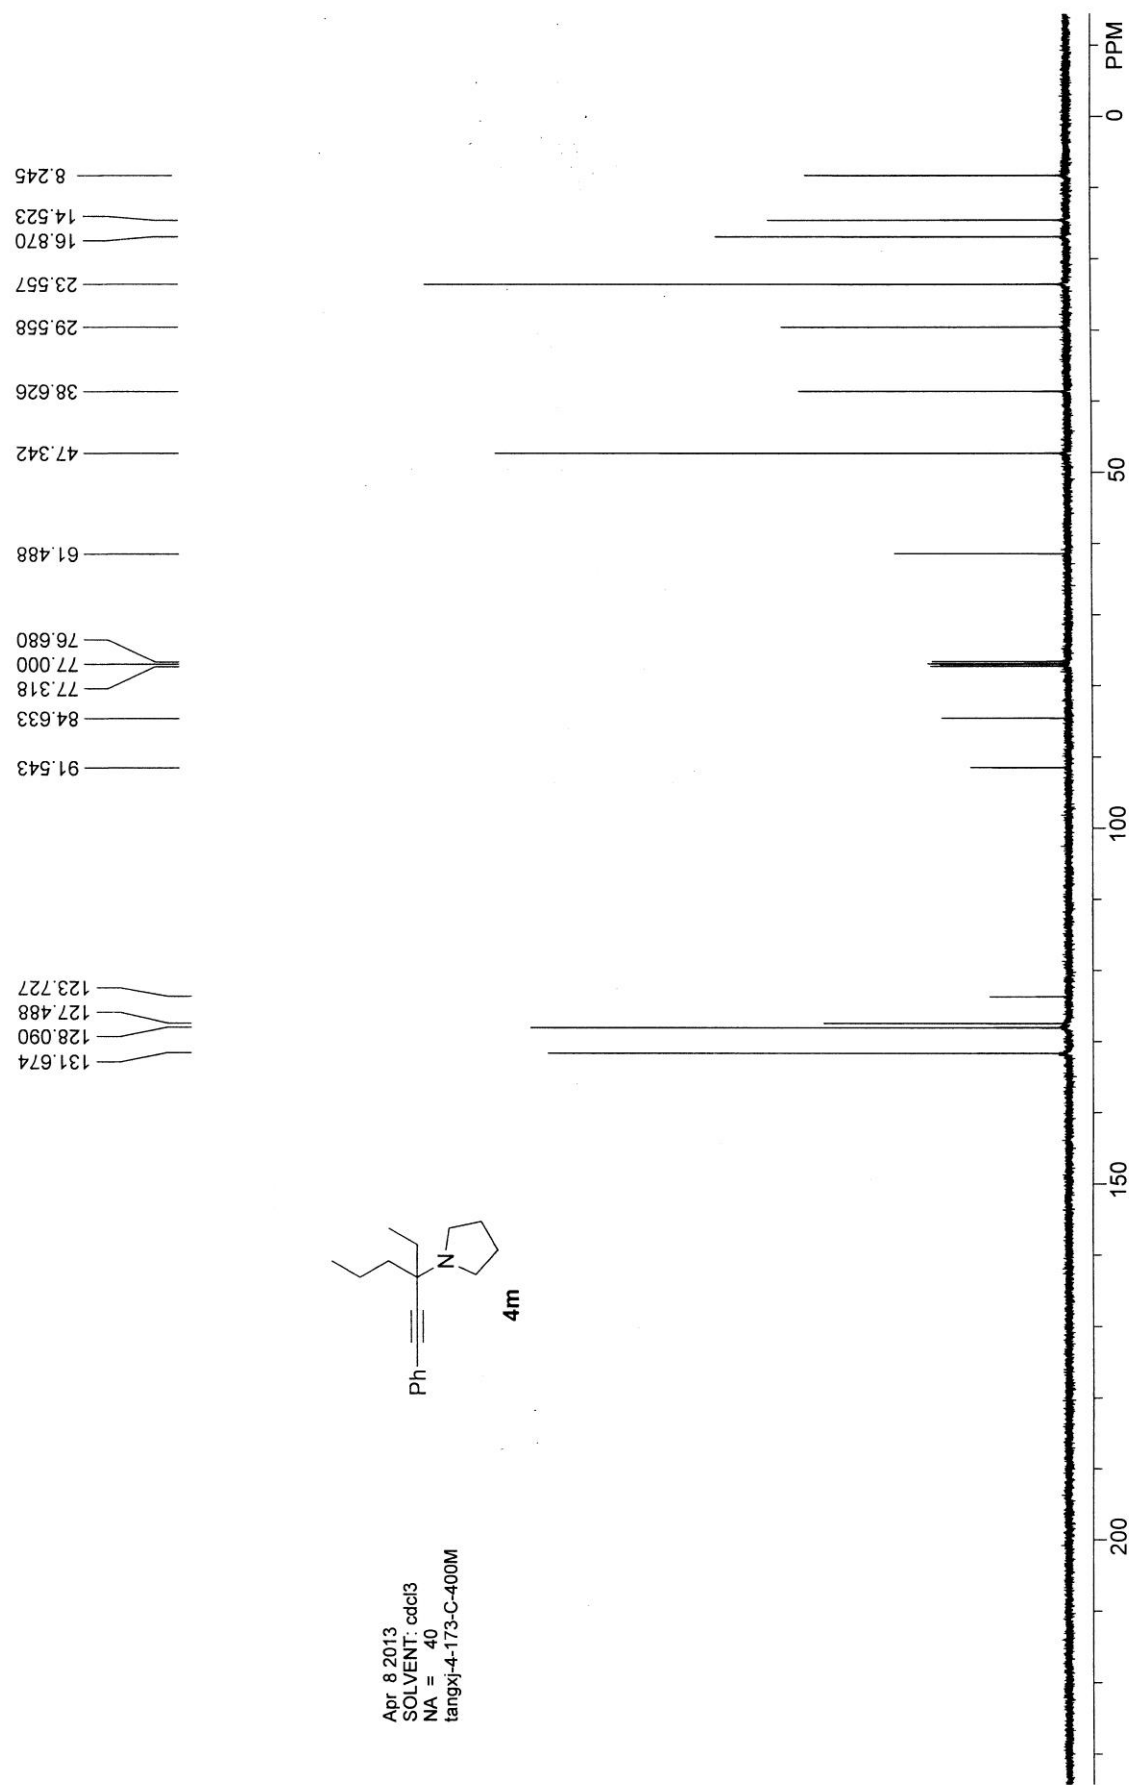 Apr 8 2013
SOLVENT: cdcl3
NA = 40
tangxj-4-173-C-400M
Ph
N
4m
131.674
128.090
127.488
123.727
91.543
84.633
77.318
77.000
76.680
61.488
47.342
38.626
29.558
23.557
16.870
14.523
8.245
200
150
100
50
0
PPM